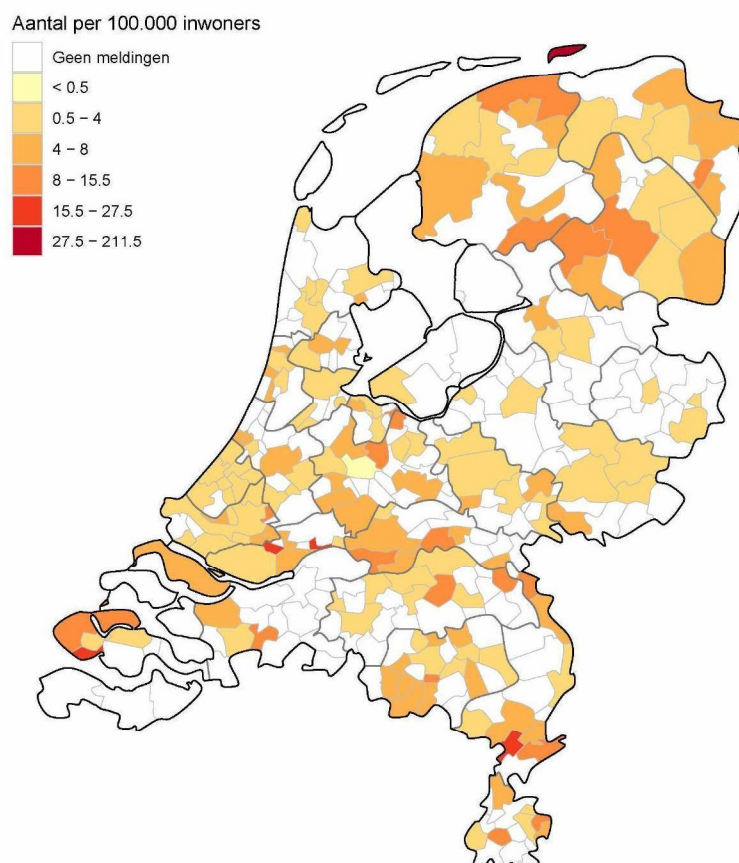 Aantal per 100.000 inwoners
Geen meldingen
< 0.5
0.5 – 4
4 – 8
8 – 15.5
15.5 – 27.5
27.5 – 211.5